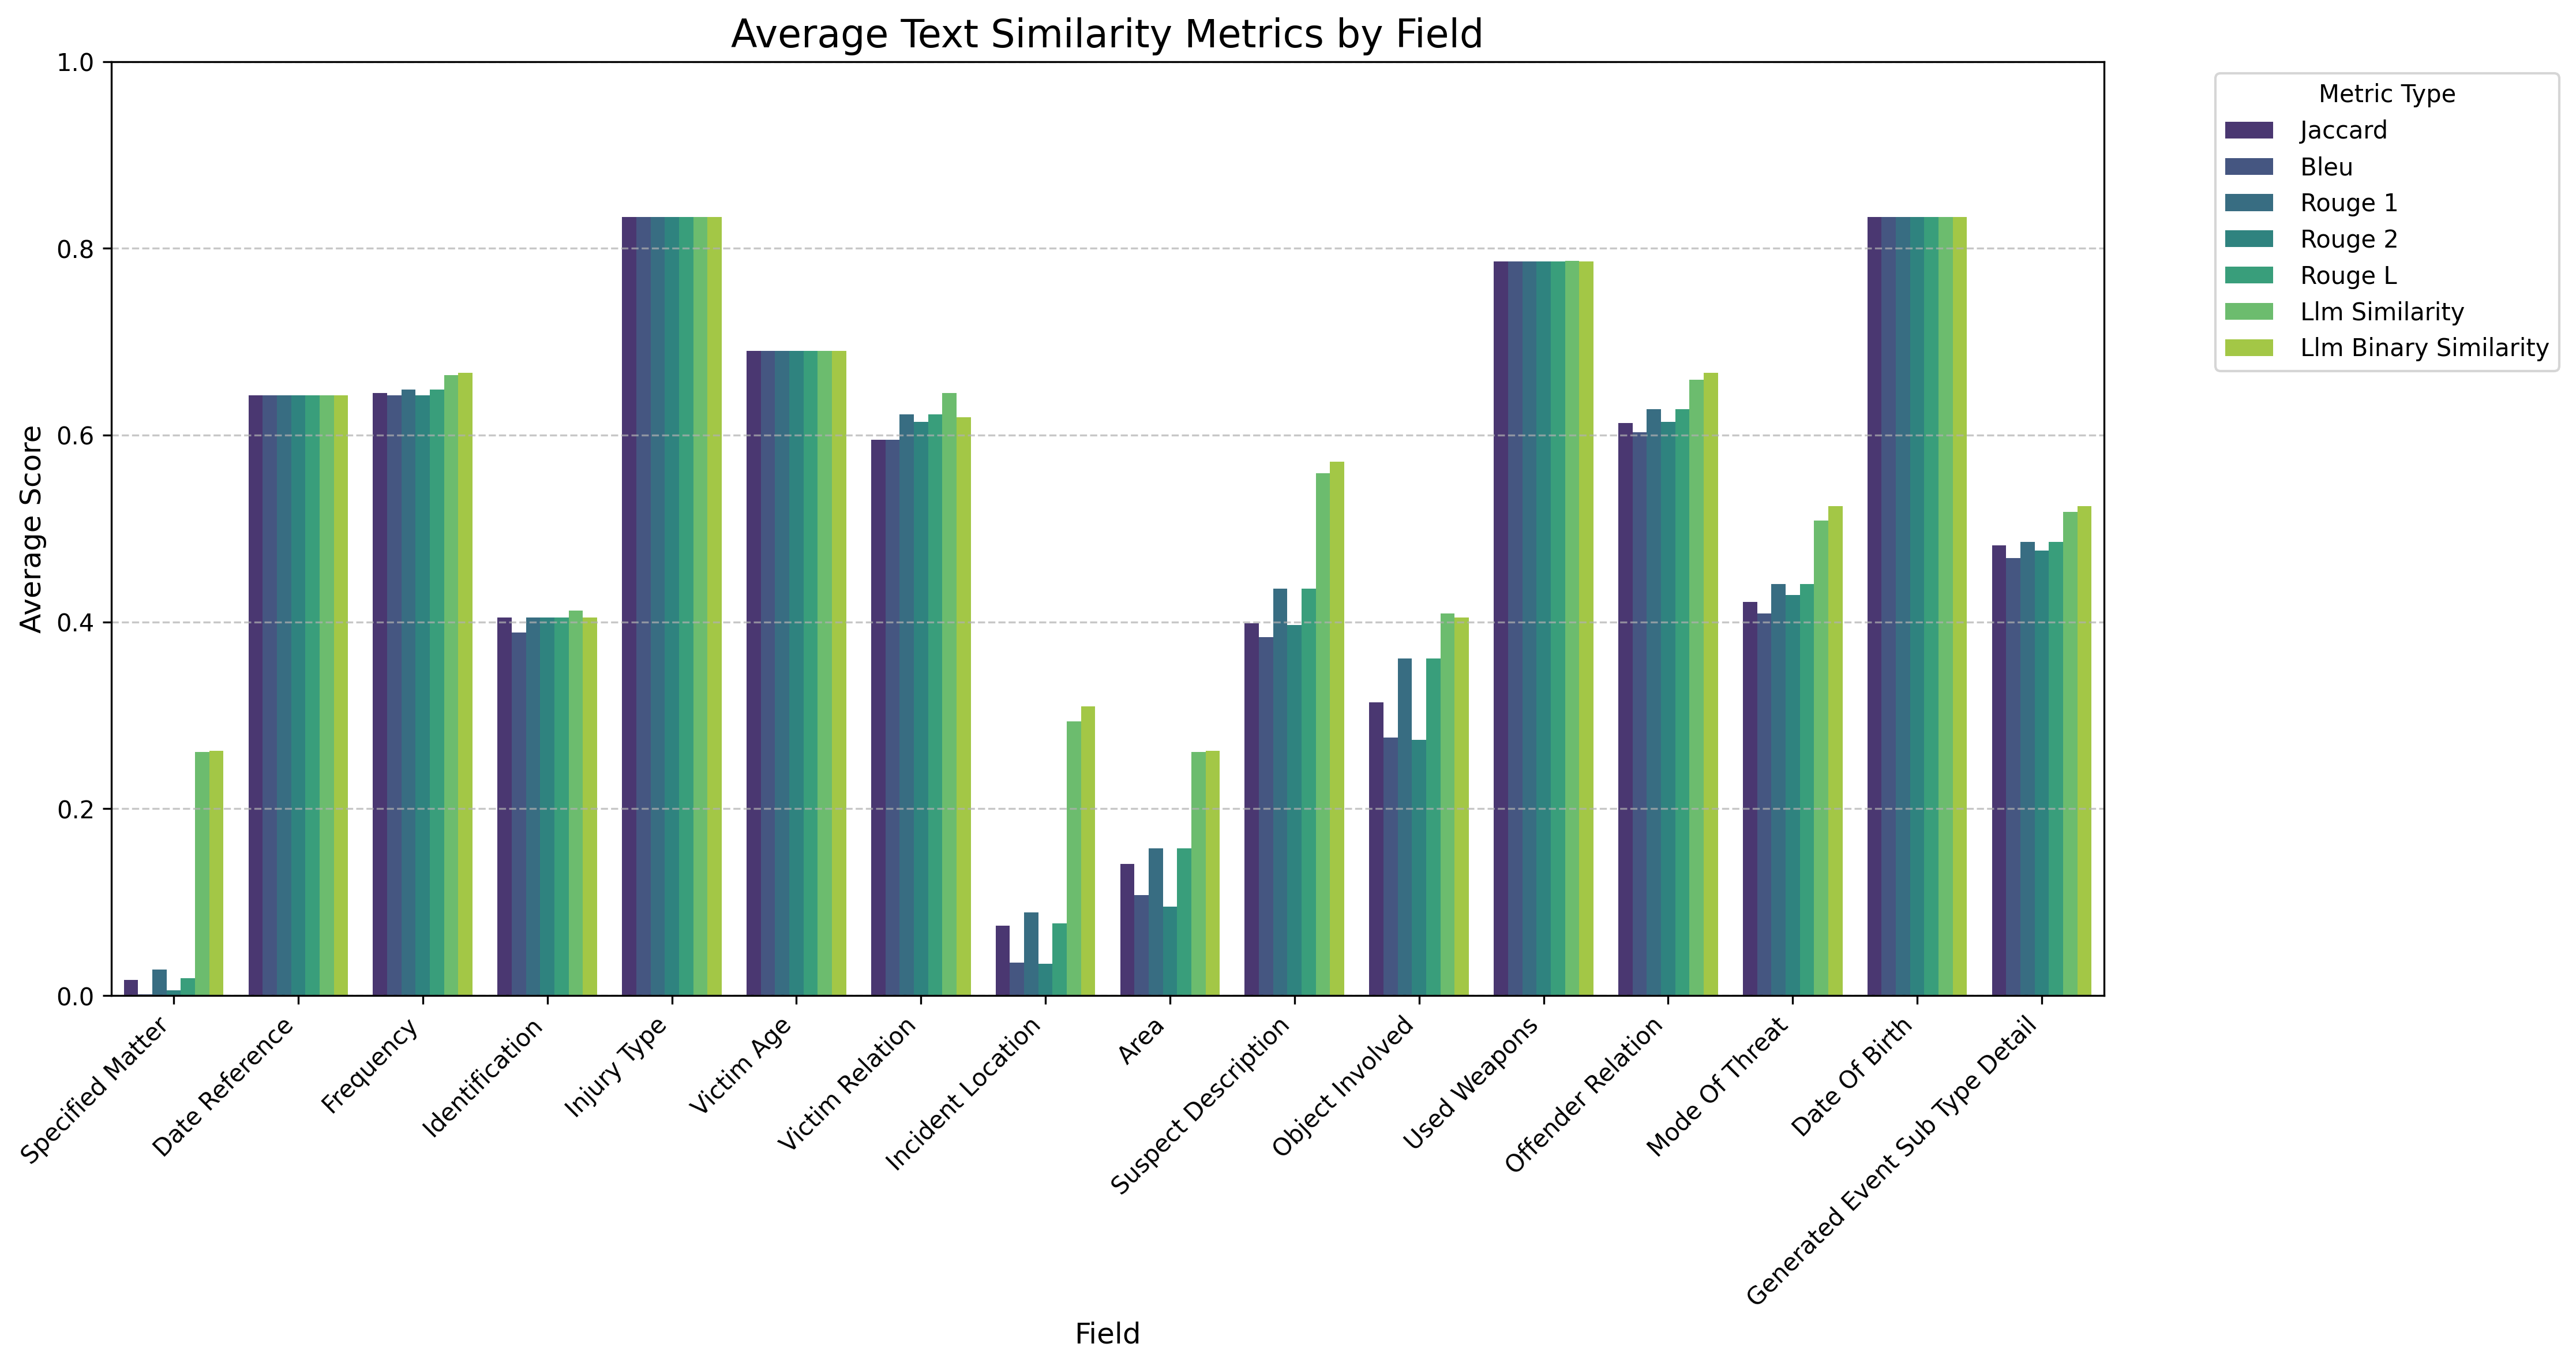 Average Text Similarity Metrics by Field
Metric Type
Jaccard
Bleu
Rouge 1
Rouge 2
Rouge L
Llm Similarity
Llm Binary Similarity
Average Score
1.0
0.8
0.6
0.4
0.2
0.0
Specified Matter
Date Reference
Frequency
Identification
Injury Type
Victim Age
Victim Relation
Incident Location
Area
Suspect Description
Object Involved
Used Weapons
Offender Relation
Mode Of Threat
Date Of Birth
Generated Event Sub Type Detail
Field